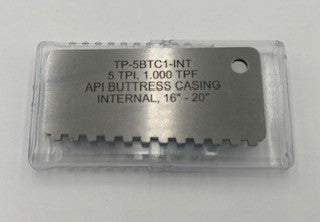 TP-5BTC1-INT
5 TPI, 1.000 TPF
API BUTTRESS CASING
INTERNAL, 16" - 20"